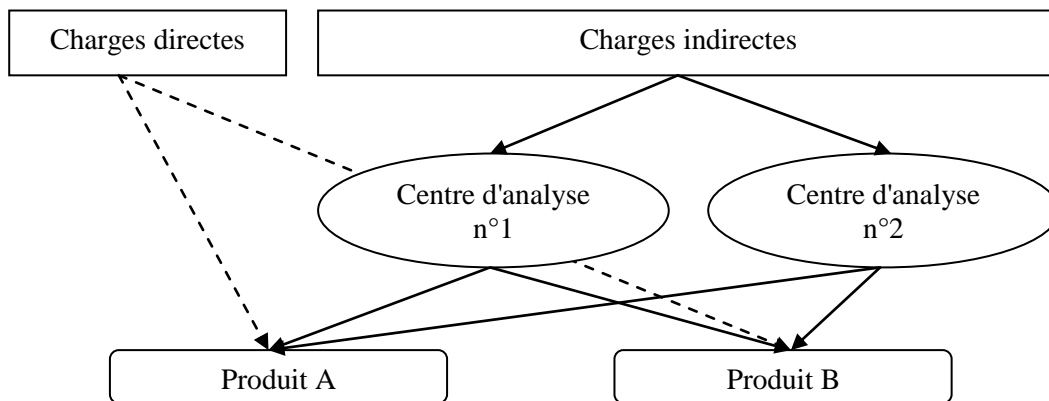 Charges directes
Charges indirectes
Centre d'analyse
n°1
Centre d'analyse
n°2
Produit A
Produit B